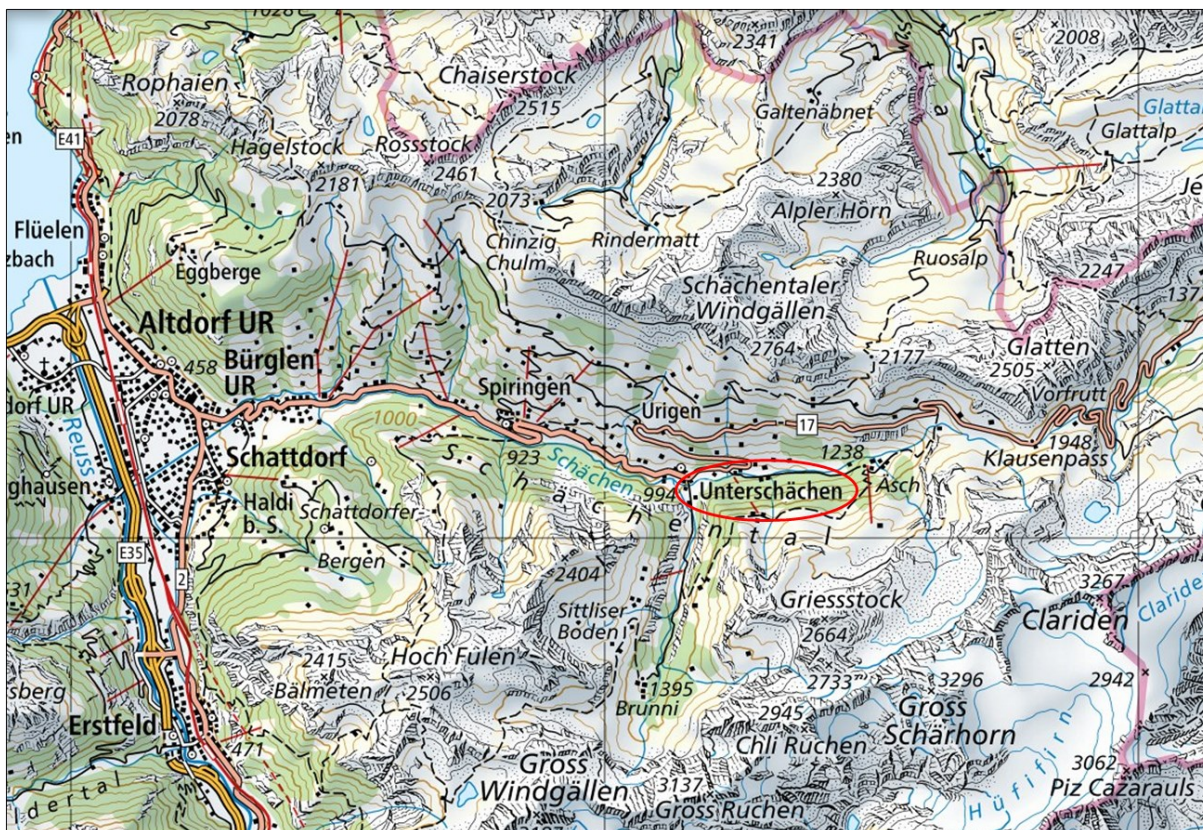 1028
2341
2008
Rophaien
2078
Chaiserstock
2515
Galtenäbnet
Glattalp
E41
Hagelstock
2181
Rossstock
2461
2073
2380
Alpler Horn
Flüelen
Eggberge
Chinzig
Chulm
Rindermatt
Ruosalp
2247
Schächentaler
Windgällen
2764
2177
Altdorf UR
458
Bürglen
UR
Glatten
2505
Vorfrutt
Spiringen
Urigen
17
1948
Klausenpass
Reuss
1000
Schattdorf
923
Schächen
994
Unterschächen
1238
Äsch
Schächental
Haldi
b. S.
Schattdorfer-
Bergen
E35
2
2404
Sittliser
Boden
Griessstock
2664
3267
Clariden
2415
Bälmeten
Hoch Fulen
2506
1395
Brunni
2733
3296
2942
Erstfeld
471
2945
Chli Ruchen
Gross
Schärhorn
Gross
Windgällen
3137
Gross Ruchen
Hüfifirn
3062
Piz Cazarauls